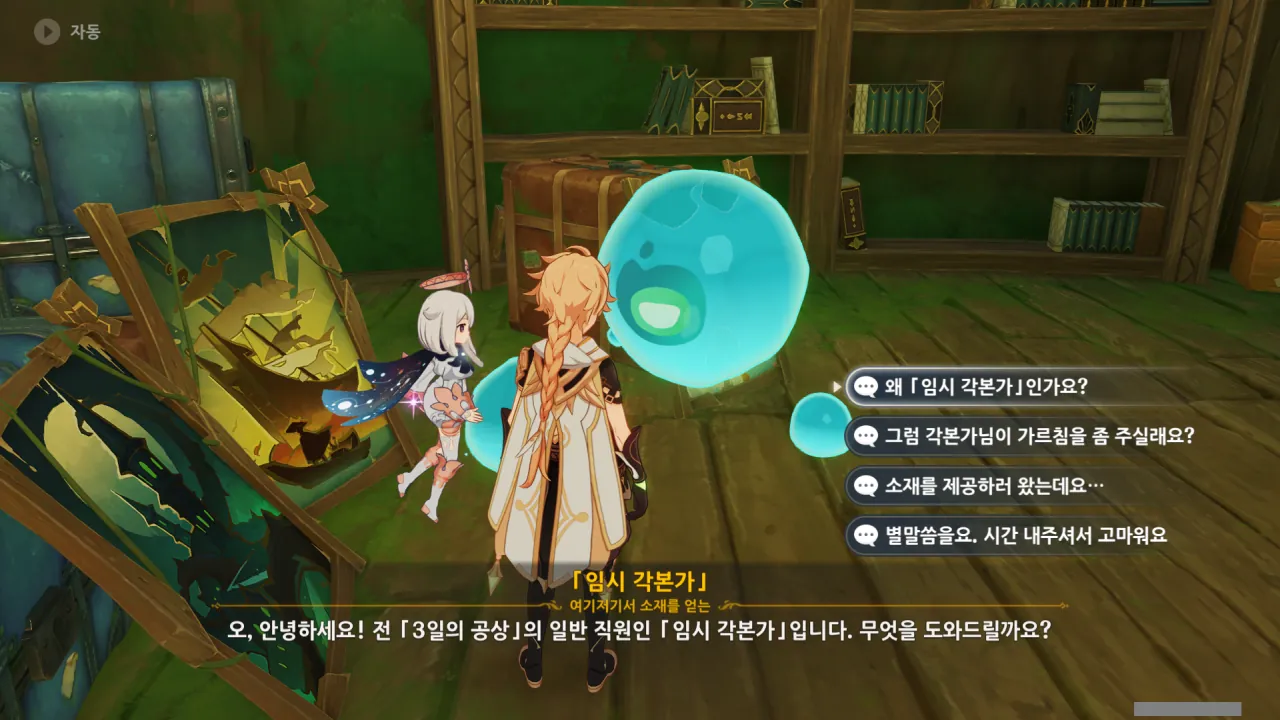 자동
왜 「임시 각본가」인가요?
그럼 각본가님이 가르침을 좀 주실래요?
소재를 제공하러 왔는데요…
별말씀을요. 시간 내주셔서 고마워요
「임시 각본가」
여기저기서 소재를 얻는
오, 안녕하세요! 전 「3일의 공상」의 일반 직원인 「임시 각본가」입니다. 무엇을 도와드릴까요?